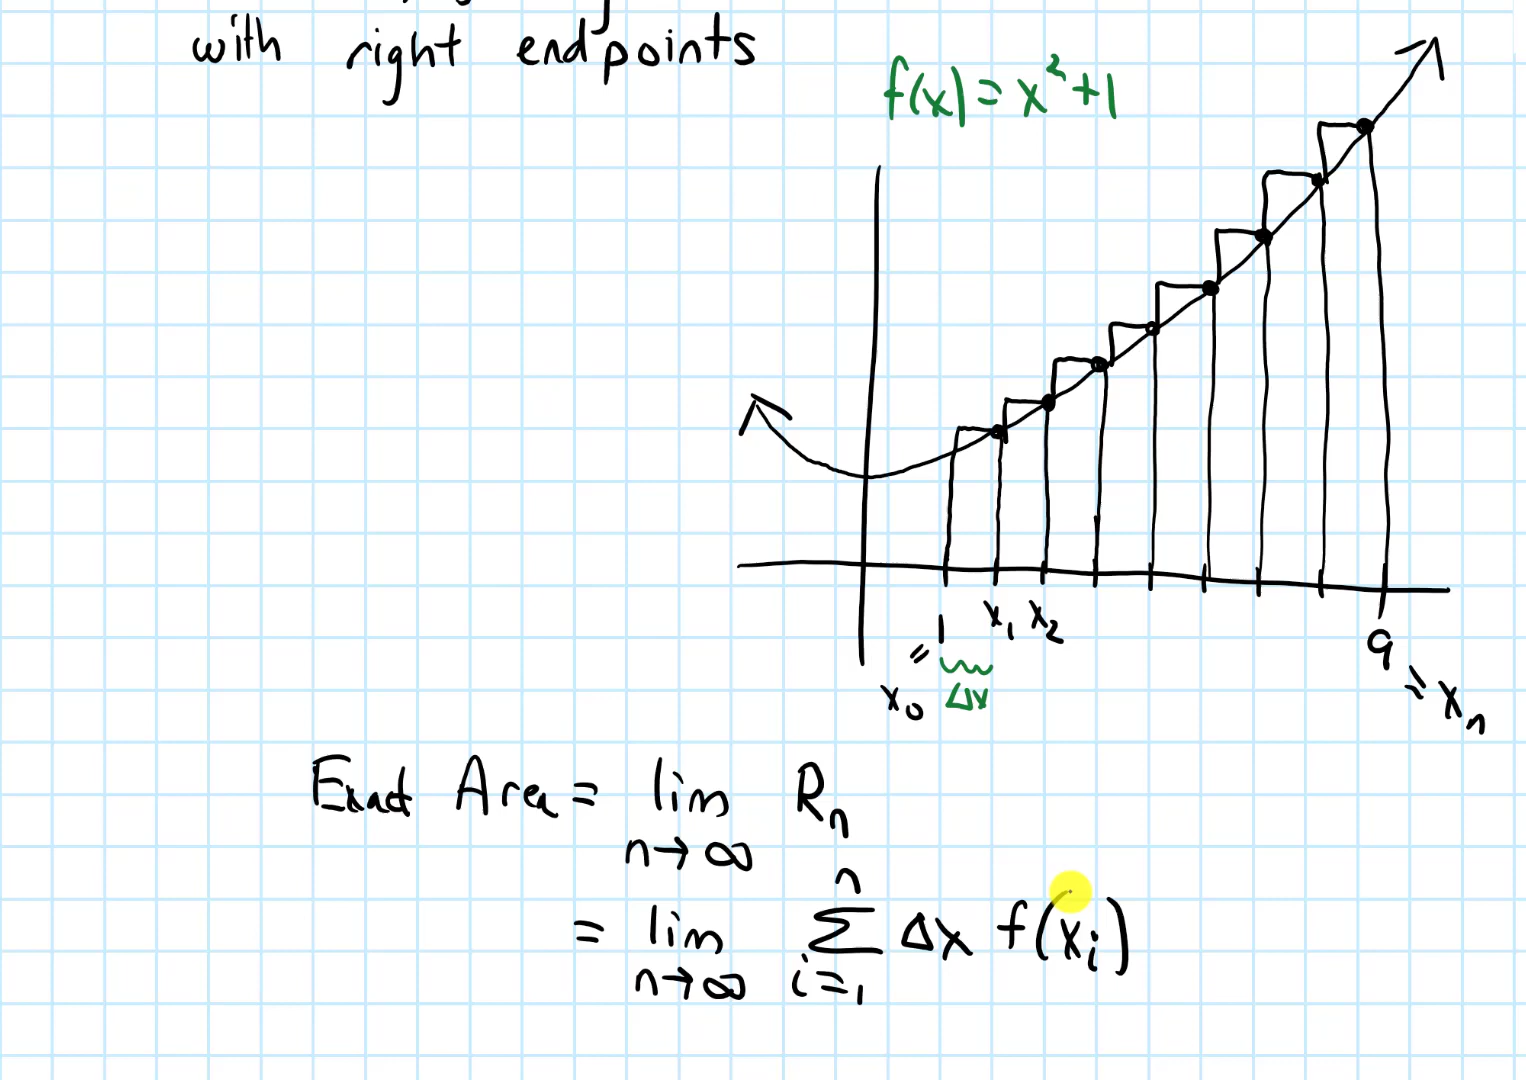 with right endpoints
f(x) = x²+1
1 x₁ x₂
9
= x₀ Δx
= xₙ
Exact Area = lim Rₙ
n→∞
n
= lim Σ Δx f(xᵢ)
n→∞ i=1